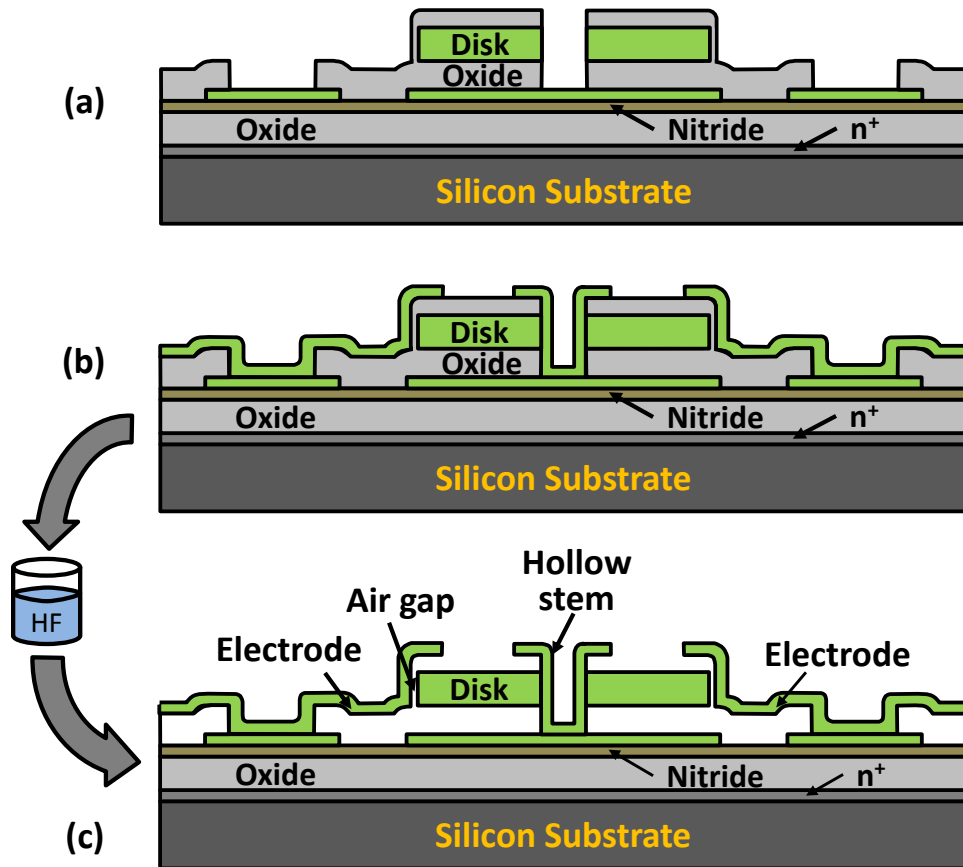 Disk
Oxide
(a)
Oxide
Nitride
n⁺
Silicon Substrate
Disk
(b)
Oxide
Oxide
Nitride
n⁺
Silicon Substrate
Hollow
stem
Air gap
HF
Electrode
Electrode
Disk
Oxide
Nitride
n⁺
(c)
Silicon Substrate